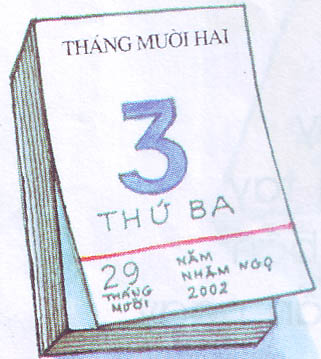 THÁNG MƯỜI HAI
3
THỨ BA
29
THÁNG
MƯỜI
NĂM
NHÂM NGỌ
2002